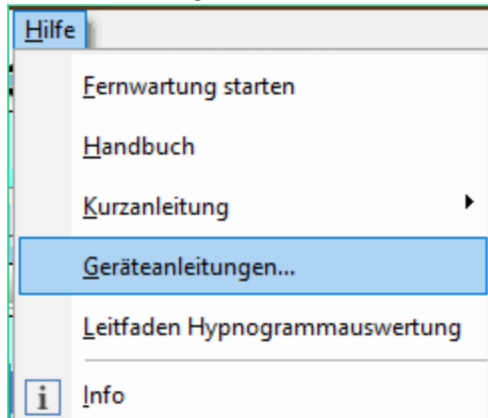 Hilfe
Fernwartung starten
Handbuch
Kurzanleitung
Geräteanleitungen...
Leitfaden Hypnogrammauswertung
i Info